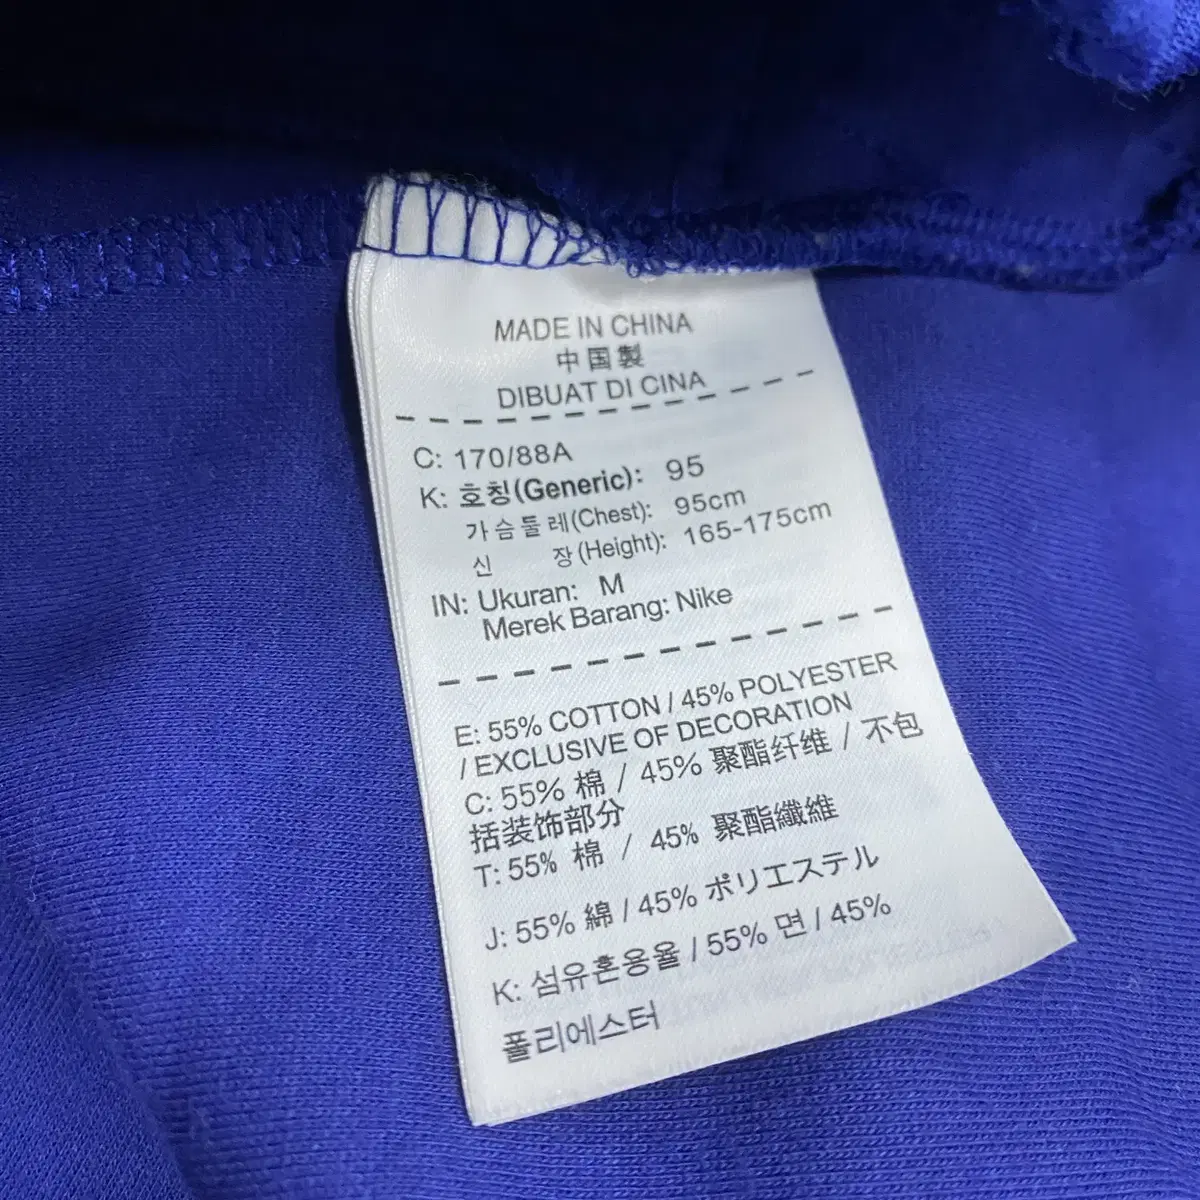 MADE IN CHINA
中国製
DIBUAT DI CINA
C: 170/88A
K: 호칭(Generic): 95
가슴둘레(Chest): 95cm
신 장(Height): 165-175cm
IN: Ukuran: M
Merek Barang: Nike
E: 55% COTTON / 45% POLYESTER
/ EXCLUSIVE OF DECORATION
C: 55% 棉 / 45% 聚酯纤维 / 不包
括装饰部分
T: 55% 棉 / 45% 聚酯纖維
J: 55% 綿 / 45% ポリエステル
K: 섬유혼용율 / 55% 면 / 45%
폴리에스터